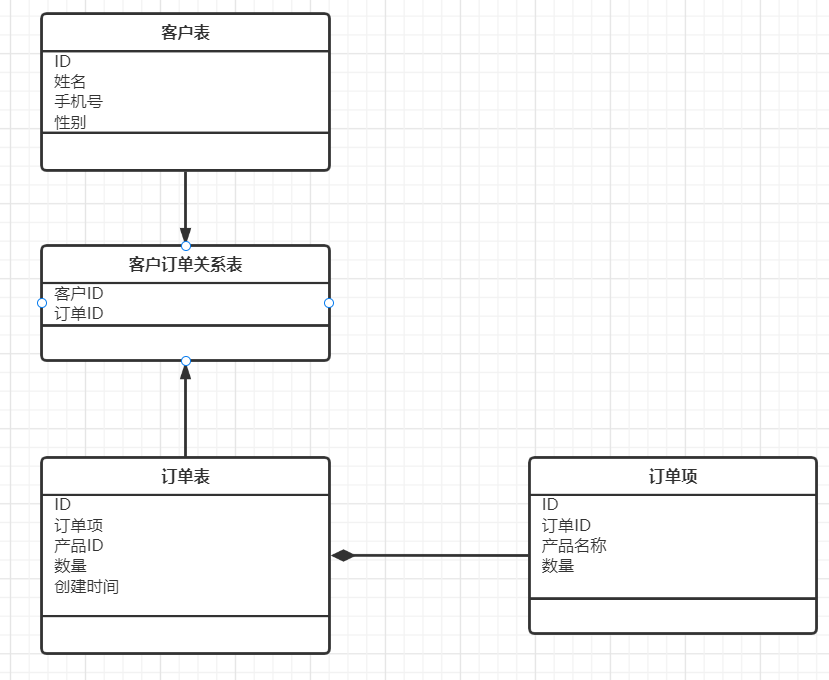 客户表
ID
姓名
手机号
性别
客户订单关系表
客户ID
订单ID
订单表
ID
订单项
产品ID
数量
创建时间
订单项
ID
订单ID
产品名称
数量